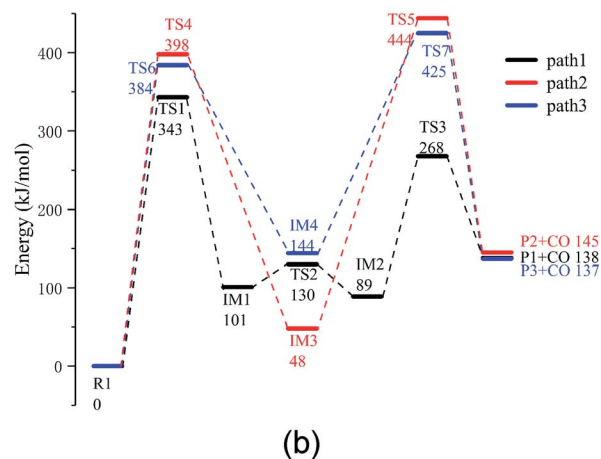 TS5
444
TS4
398
TS6
384
TS7
425
path1
path2
path3
TS1
343
TS3
268
400
300
200
100
0
Energy (kJ/mol)
IM4
144
TS2
130
IM2
89
IM1
101
IM3
48
P2+CO 145
P1+CO 138
P3+CO 137
R1
0
(b)